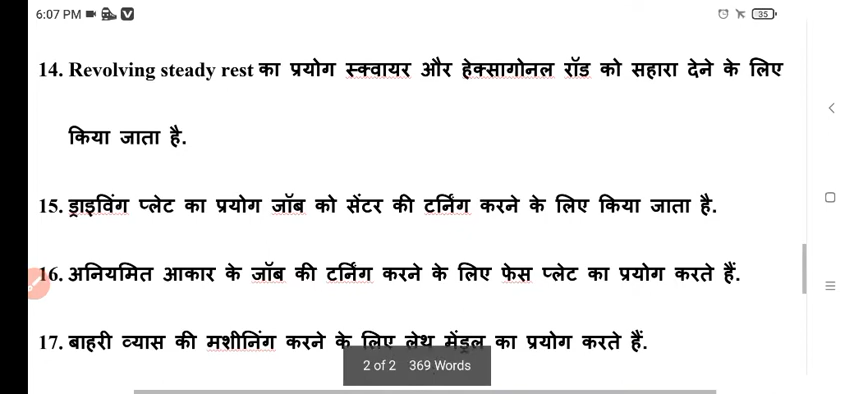 6:07 PM
35
14. Revolving steady rest का प्रयोग स्क्वायर और हेक्सागोनल रॉड को सहारा देने के लिए
किया जाता है.
15. ड्राइविंग प्लेट का प्रयोग जॉब को सेंटर की टर्निंग करने के लिए किया जाता है.
16. अनियमित आकार के जॉब की टर्निंग करने के लिए फेस प्लेट का प्रयोग करते हैं.
17. बाहरी व्यास की मशीनिंग करने के लिए लेथ मेंड्रल का प्रयोग करते हैं.
2 of 2 369 Words